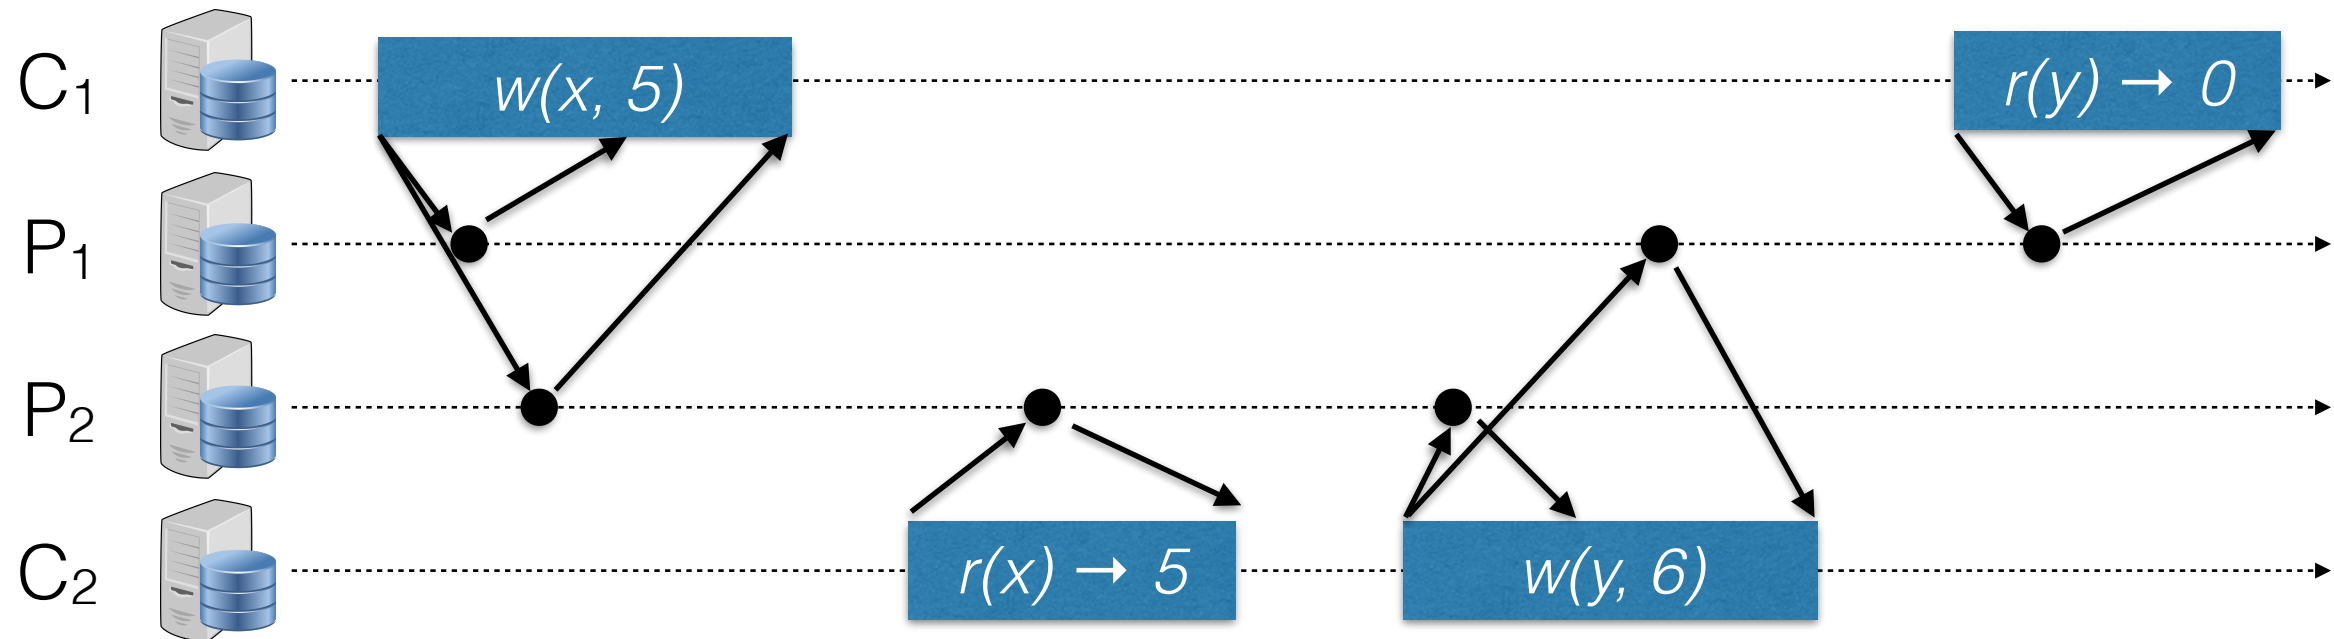 C₁ w(x, 5) r(y) → 0
P₁
P₂
C₂ r(x) → 5 w(y, 6)